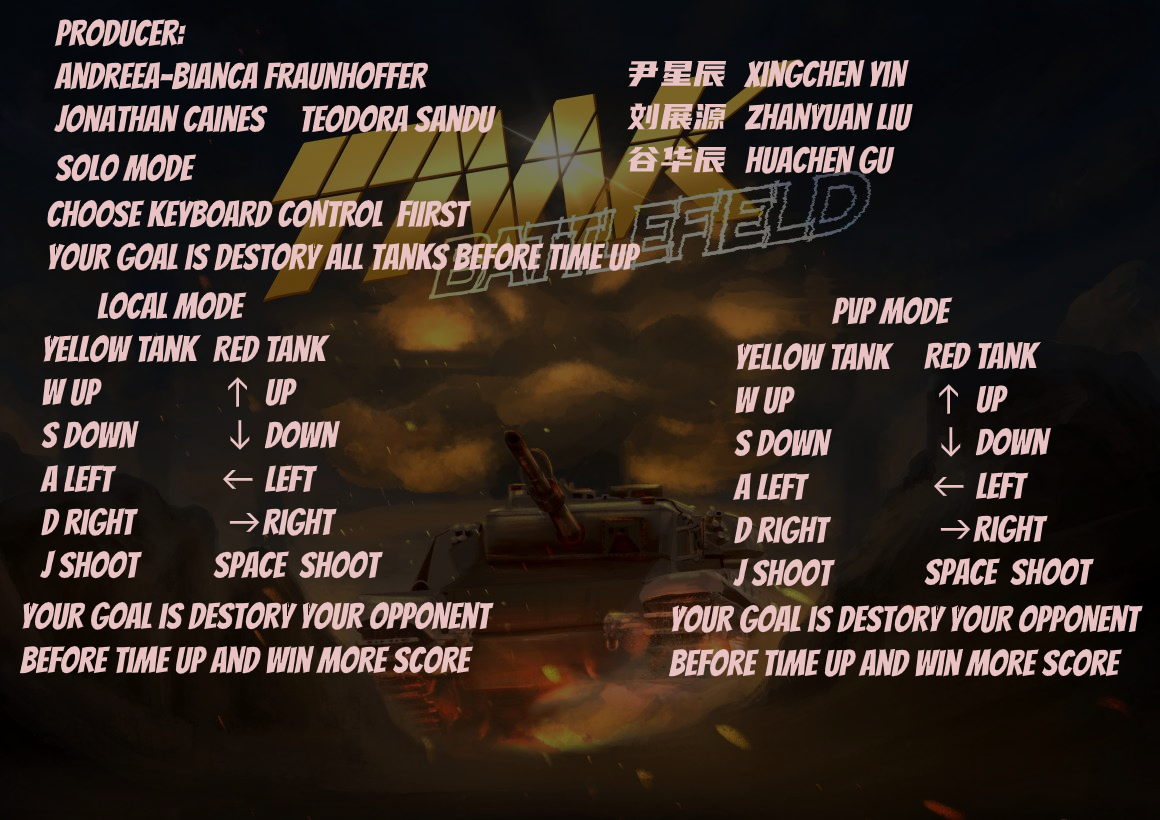 PRODUCER:
ANDREEA-BIANCA FRAUNHOFFER
JONATHAN CAINES TEODORA SANDU
尹星辰 XINGCHEN YIN
刘展源 ZHANYUAN LIU
谷华辰 HUACHEN GU
TANK
BATTLEFIELD
SOLO MODE
CHOOSE KEYBOARD CONTROL FIIRST
YOUR GOAL IS DESTORY ALL TANKS BEFORE TIME UP
LOCAL MODE
YELLOW TANK RED TANK
W UP ↑ UP
S DOWN ↓ DOWN
A LEFT ← LEFT
D RIGHT → RIGHT
J SHOOT SPACE SHOOT
YOUR GOAL IS DESTORY YOUR OPPONENT
BEFORE TIME UP AND WIN MORE SCORE
PVP MODE
YELLOW TANK RED TANK
W UP ↑ UP
S DOWN ↓ DOWN
A LEFT ← LEFT
D RIGHT → RIGHT
J SHOOT SPACE SHOOT
YOUR GOAL IS DESTORY YOUR OPPONENT
BEFORE TIME UP AND WIN MORE SCORE